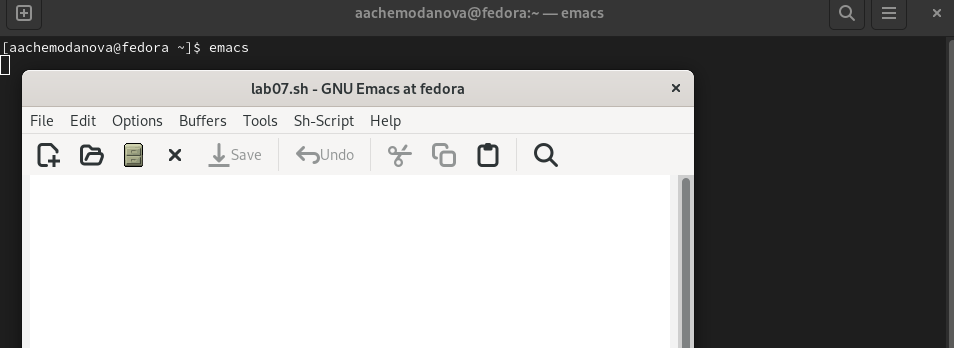 aachemodanova@fedora:~ — emacs
[aachemodanova@fedora ~]$ emacs
lab07.sh - GNU Emacs at fedora
File Edit Options Buffers Tools Sh-Script Help
Save Undo